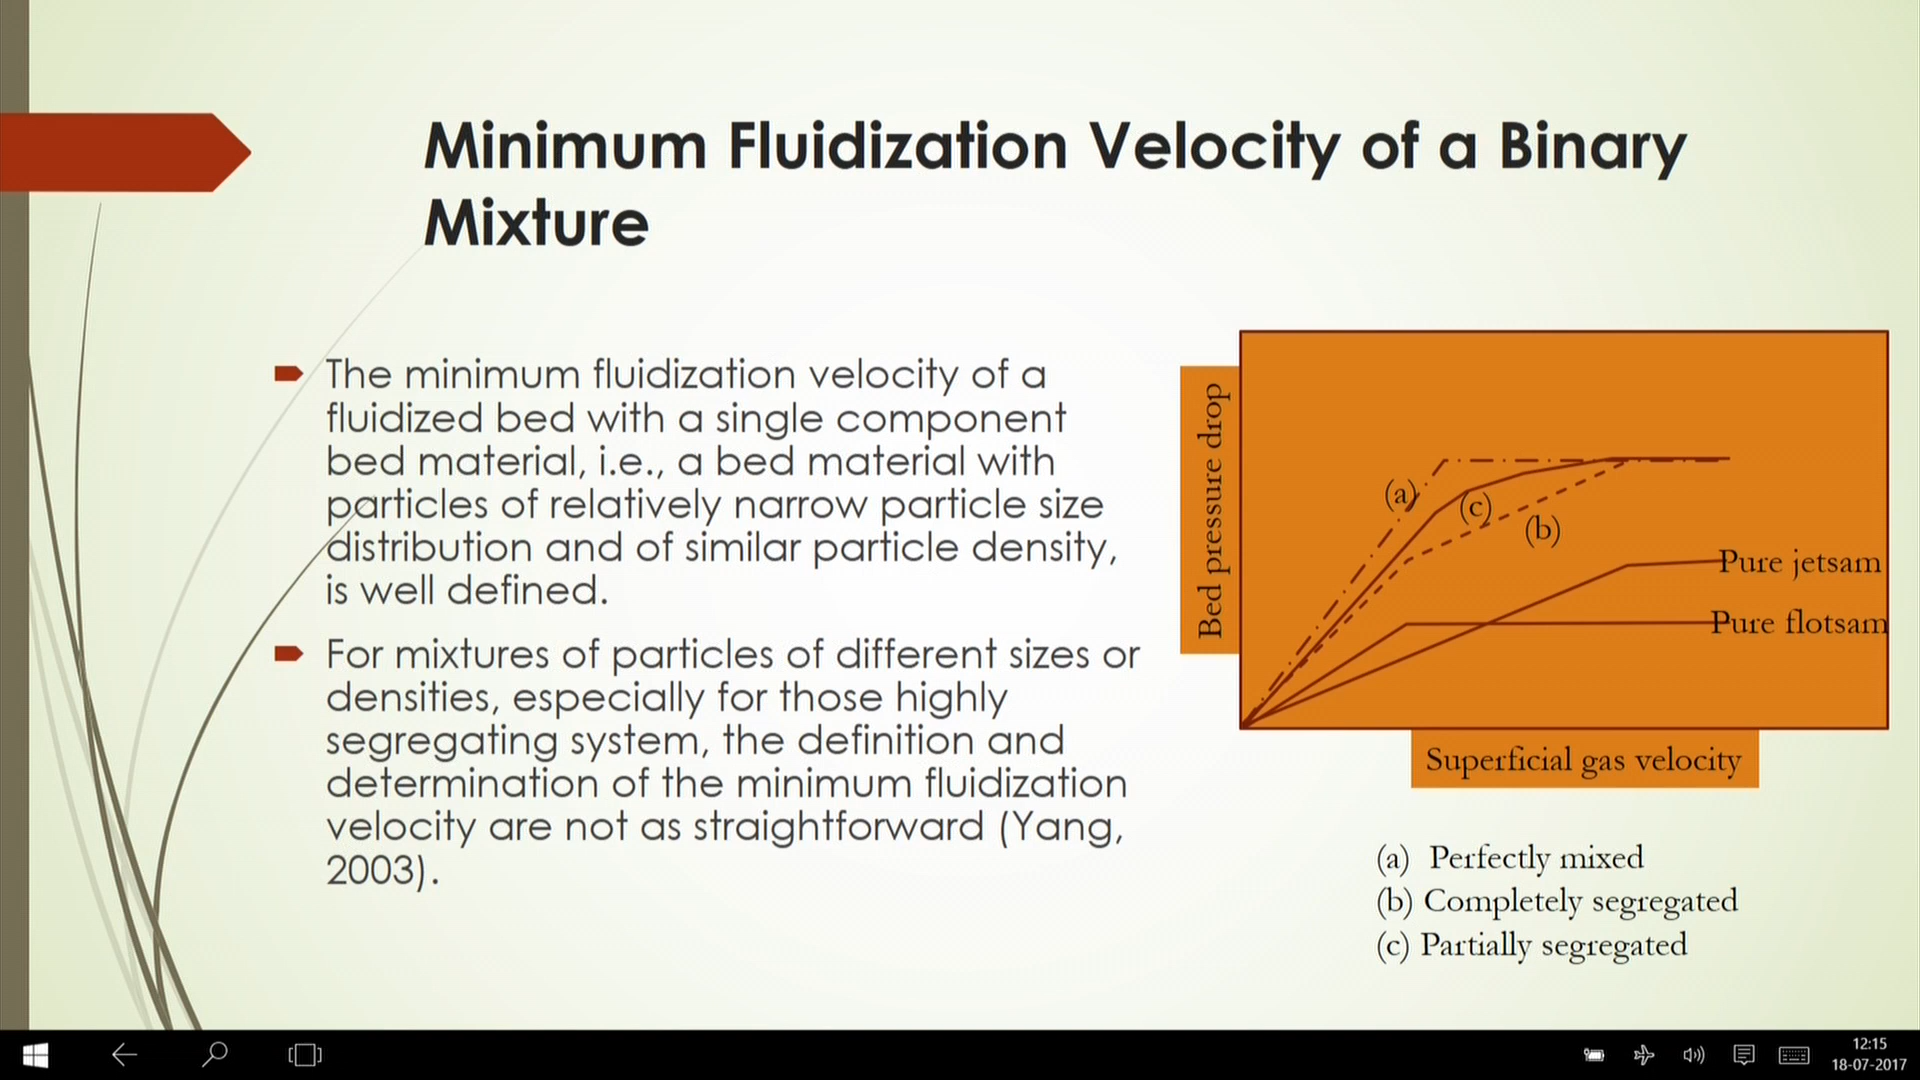 Minimum Fluidization Velocity of a Binary
Mixture
The minimum fluidization velocity of a
fluidized bed with a single component
bed material, i.e., a bed material with
particles of relatively narrow particle size
distribution and of similar particle density,
is well defined.
For mixtures of particles of different sizes or
densities, especially for those highly
segregating system, the definition and
determination of the minimum fluidization
velocity are not as straightforward (Yang,
2003).
Bed pressure drop
(a)
(c)
(b)
Pure jetsam
Pure flotsam
Superficial gas velocity
(a) Perfectly mixed
(b) Completely segregated
(c) Partially segregated
12:15
18-07-2017